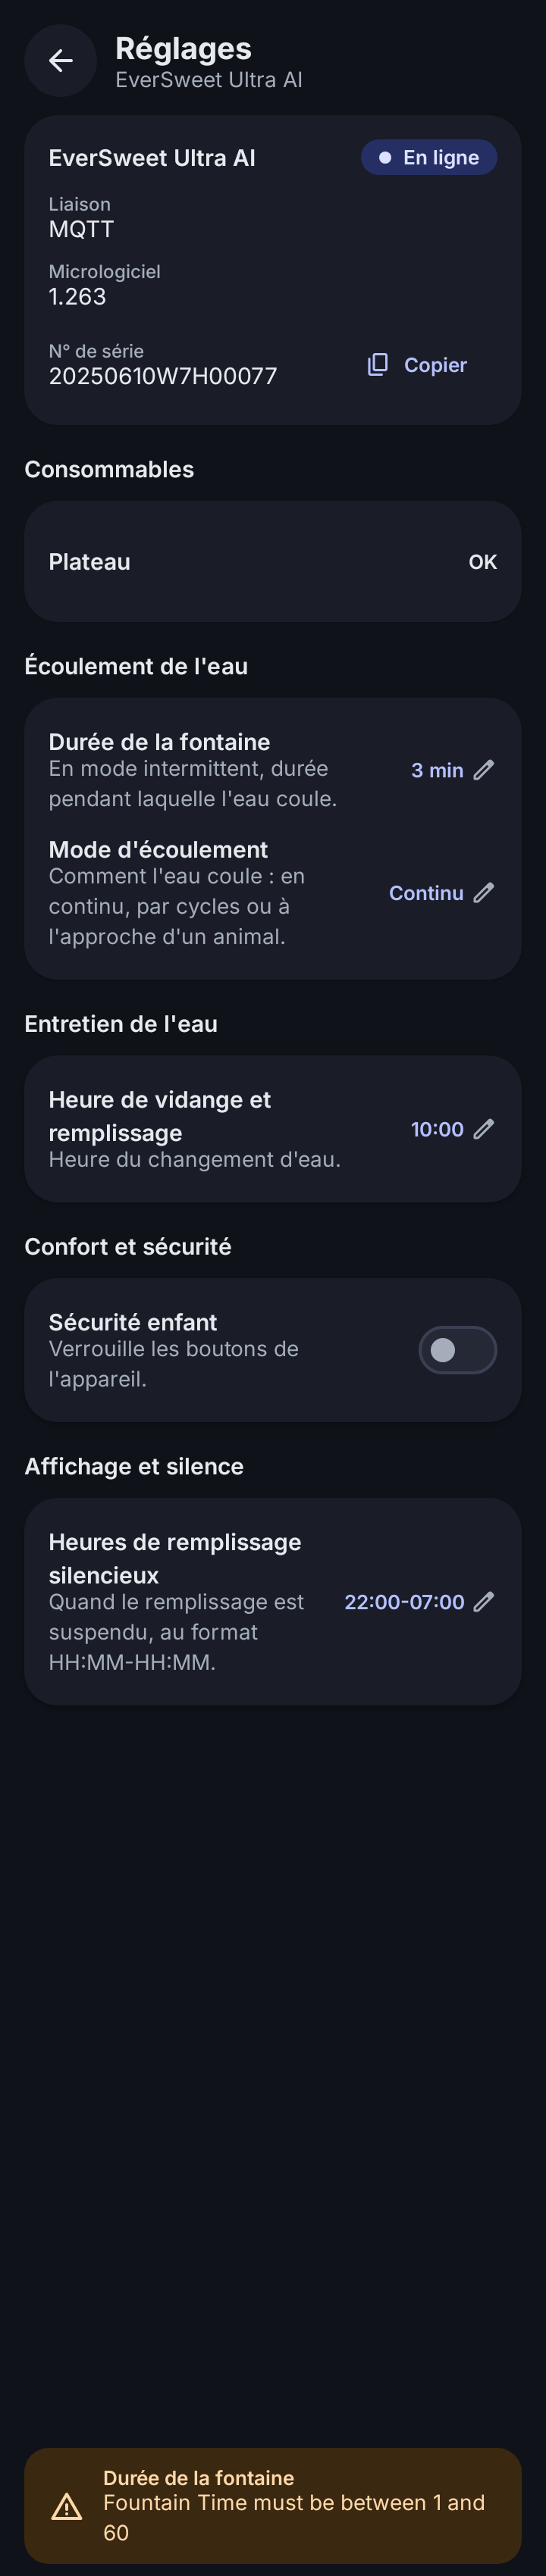 Réglages
EverSweet Ultra AI
EverSweet Ultra AI
En ligne
Liaison
MQTT
Micrologiciel
1.263
N° de série
20250610W7H00077
Copier
Consommables
Plateau
OK
Écoulement de l'eau
Durée de la fontaine
En mode intermittent, durée
pendant laquelle l'eau coule.
3 min
Mode d'écoulement
Comment l'eau coule : en
continu, par cycles ou à
l'approche d'un animal.
Continu
Entretien de l'eau
Heure de vidange et
remplissage
Heure du changement d'eau.
10:00
Confort et sécurité
Sécurité enfant
Verrouille les boutons de
l'appareil.
Affichage et silence
Heures de remplissage
silencieux
Quand le remplissage est
suspendu, au format
HH:MM-HH:MM.
22:00-07:00
Durée de la fontaine
Fountain Time must be between 1 and
60